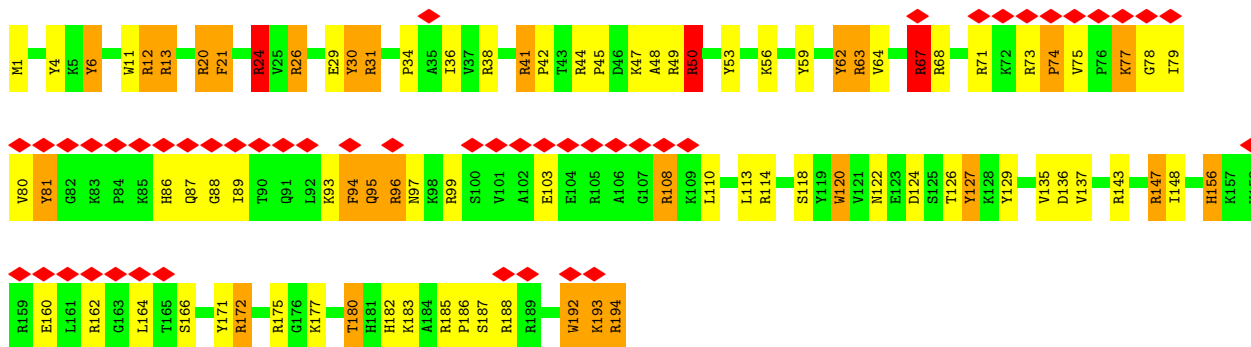 M1 Y4 K5 Y6 W11 R12 R13 R20 F21 R24 V25 R26 E29 Y30 R31 P34 A35 I36 V37 R38 R41 P42 T43 R44 P45 D46 K47 A48 R49 R50 Y53 K56 Y59 Y62 R63 V64 R67 R68 R71 K72 R73 P74 V75 P76 K77 G78 I79
V80 Y81 G82 K83 P84 K85 H86 Q87 G88 I89 T90 Q91 L92 K93 F94 Q95 R96 N97 K98 R99 S100 V101 A102 E103 E104 R105 A106 G107 R108 K109 L110 L113 R114 S118 Y119 W120 V121 N122 E123 D124 S125 T126 Y127 K128 Y129 V135 D136 V137 R143 R147 I148 H156 K157
R159 E160 L161 R162 G163 L164 T165 S166 Y171 R172 R175 G176 K177 T180 H181 H182 K183 A184 R185 P186 S187 R188 R189 W192 K193 R194